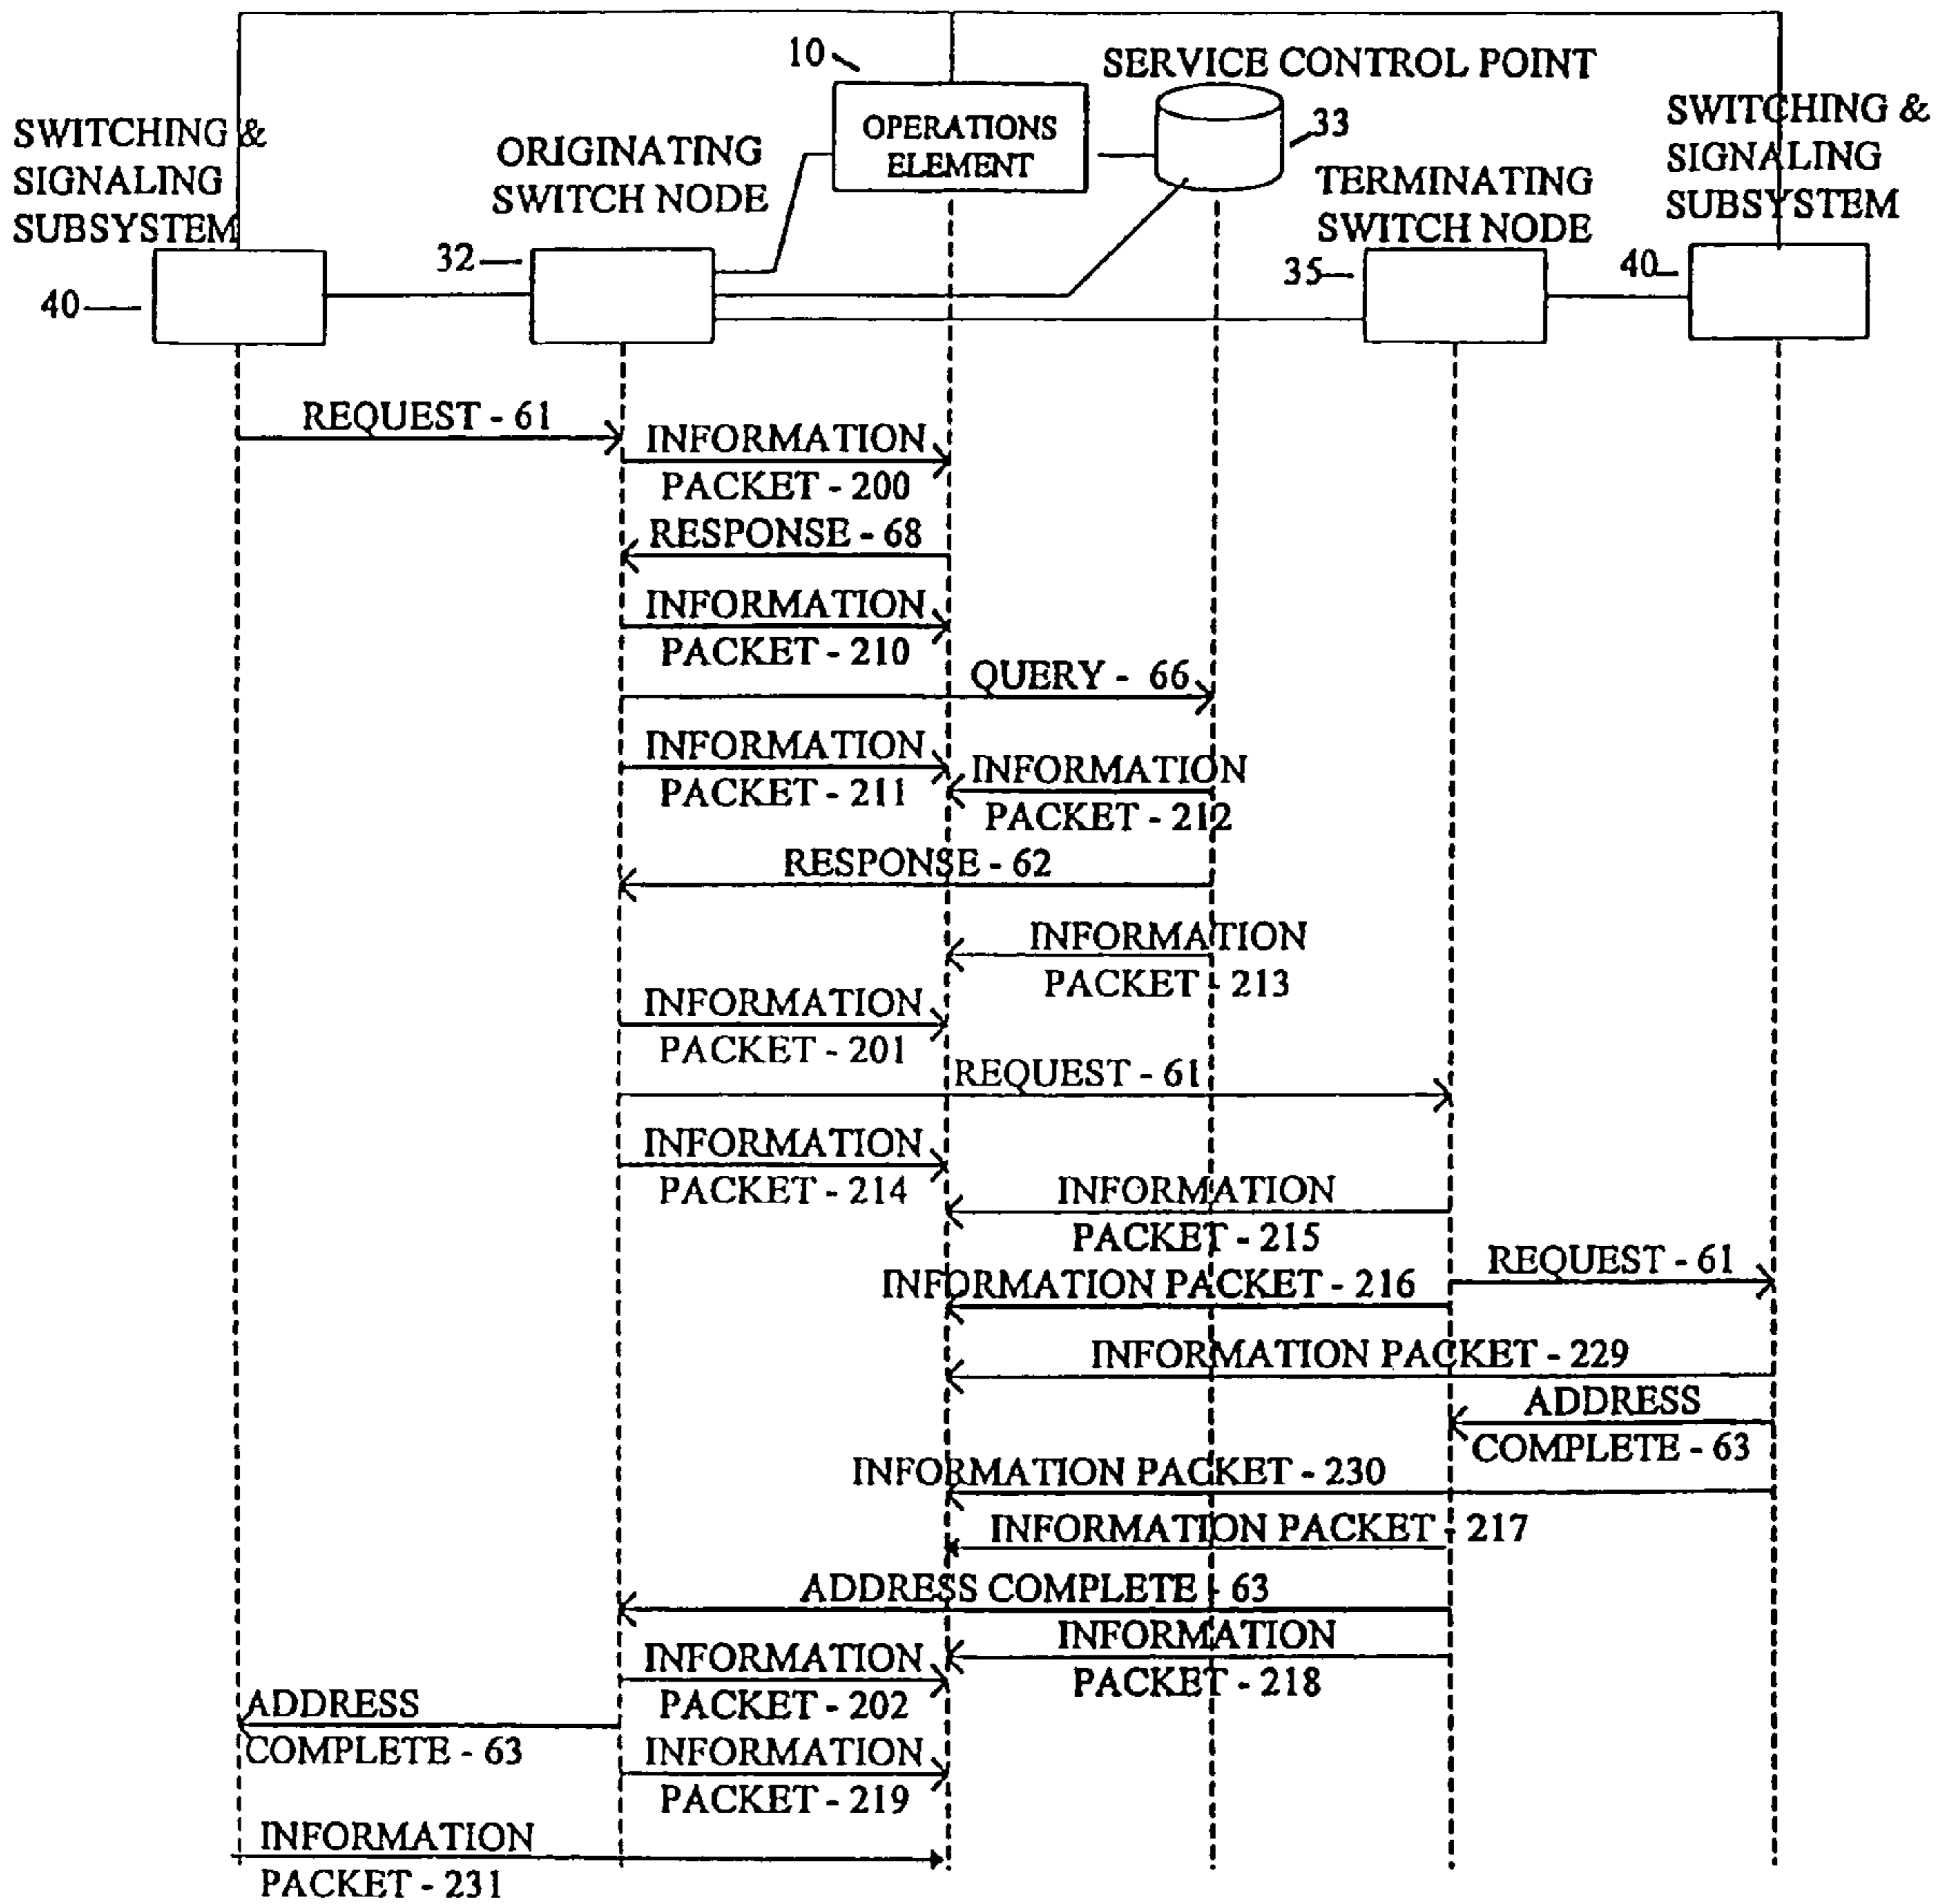 10
SERVICE CONTROL POINT
SWITCHING &
SIGNALING
SUBSYSTEM
ORIGINATING
SWITCH NODE
OPERATIONS
ELEMENT
33
TERMINATING
SWITCH NODE
SWITCHING &
SIGNALING
SUBSYSTEM
40
32
35
40
REQUEST - 61
INFORMATION
PACKET - 200
RESPONSE - 68
INFORMATION
PACKET - 210
QUERY - 66
INFORMATION
PACKET - 211
INFORMATION
PACKET - 212
RESPONSE - 62
INFORMATION
PACKET - 213
INFORMATION
PACKET - 201
REQUEST - 61
INFORMATION
PACKET - 214
INFORMATION
PACKET - 215
REQUEST - 61
INFORMATION PACKET - 216
INFORMATION PACKET - 229
ADDRESS
COMPLETE - 63
INFORMATION PACKET - 230
INFORMATION PACKET - 217
ADDRESS COMPLETE - 63
INFORMATION
PACKET - 218
INFORMATION
PACKET - 202
ADDRESS
COMPLETE - 63
INFORMATION
PACKET - 219
INFORMATION
PACKET - 231